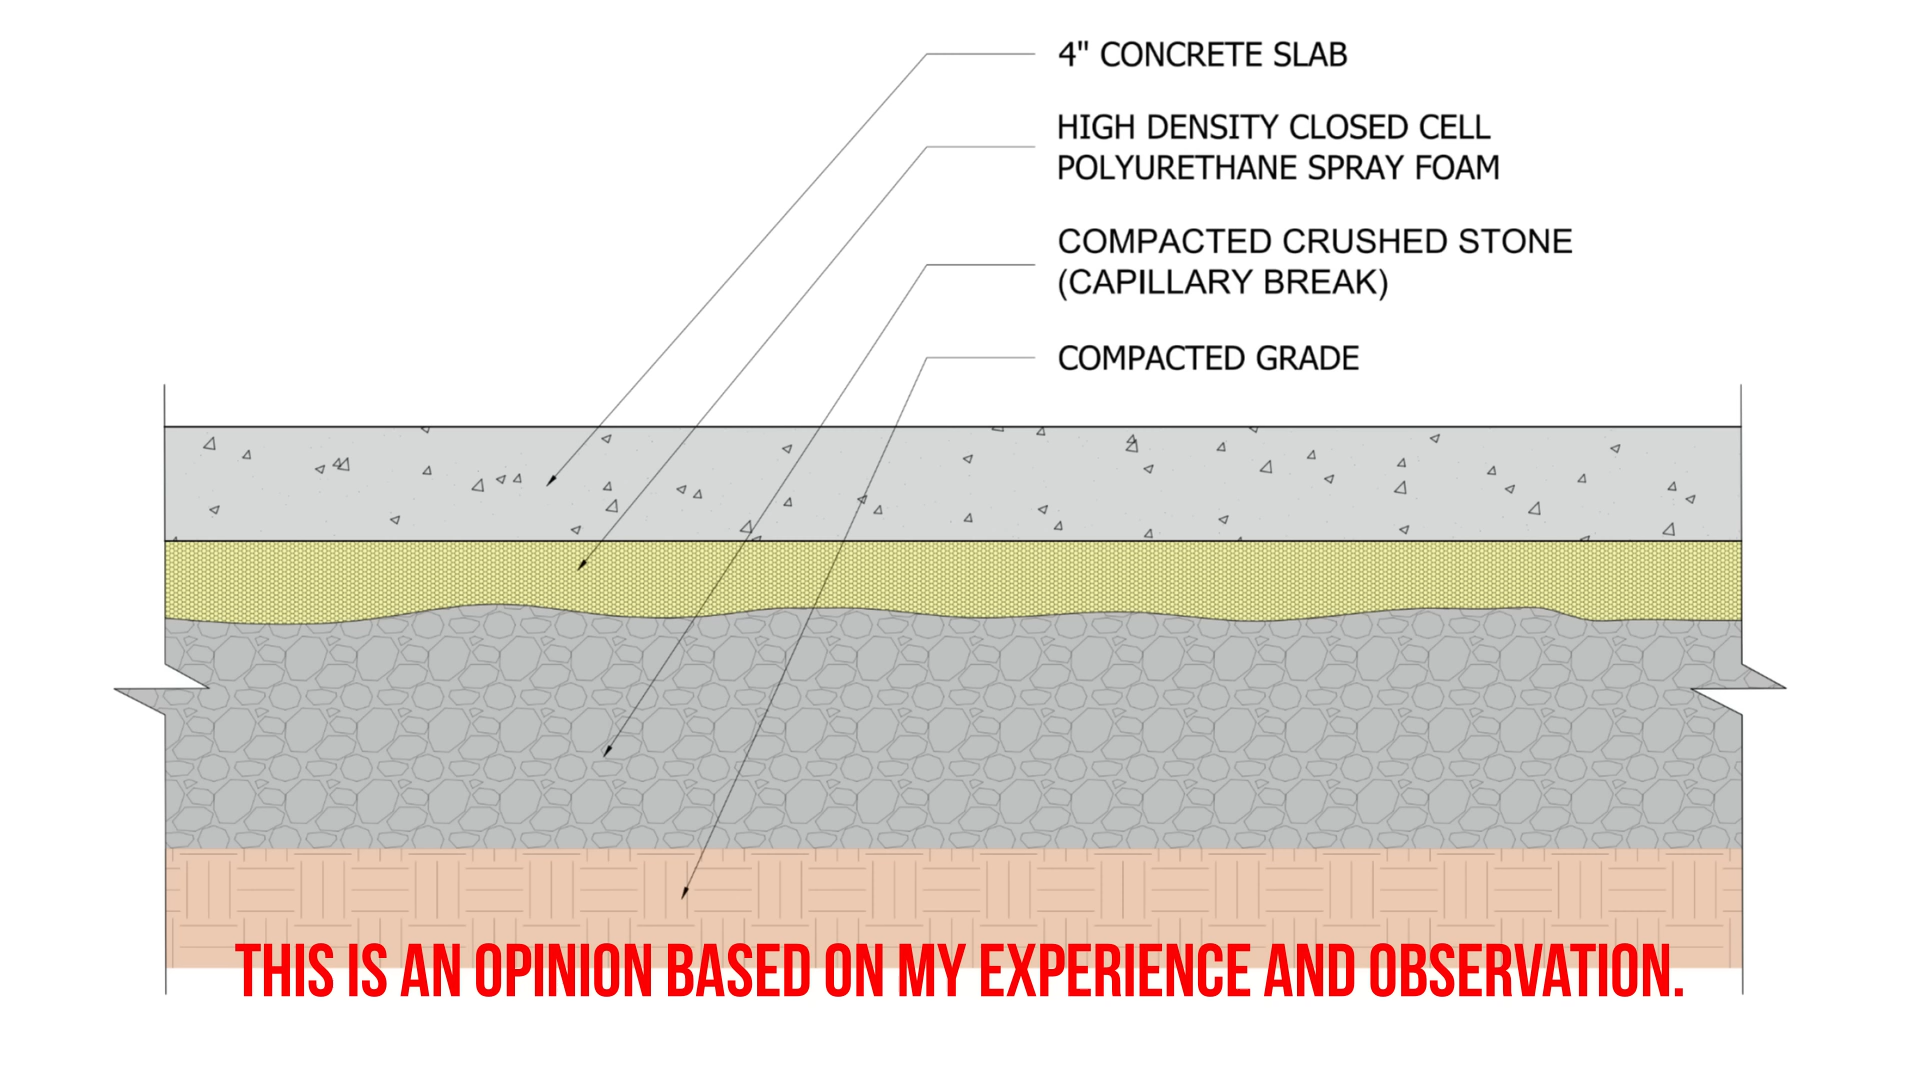 4" CONCRETE SLAB
HIGH DENSITY CLOSED CELL
POLYURETHANE SPRAY FOAM
COMPACTED CRUSHED STONE
(CAPILLARY BREAK)
COMPACTED GRADE
THIS IS AN OPINION BASED ON MY EXPERIENCE AND OBSERVATION.